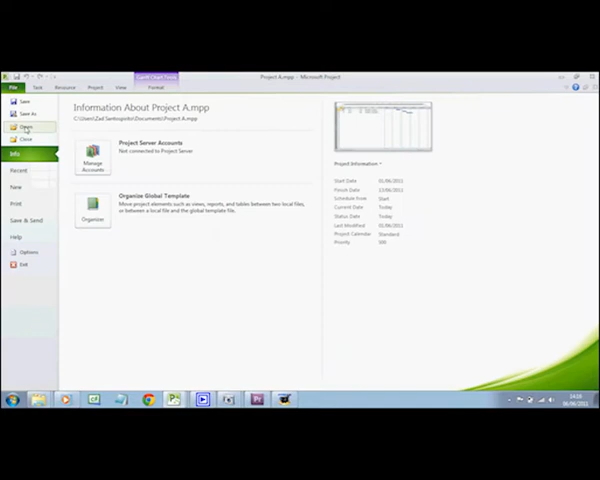 Gantt Chart Tools
Project A.mpp - Microsoft Project
File Task Resource Project View Format
Save
Save As
Open
Close
Info
Recent
New
Print
Save & Send
Help
Options
Exit
Information About Project A.mpp
Project Server Accounts
Not connected to Project Server
Manage
Accounts
Organize Global Template
Move project elements such as views, reports, and tables between two local files,
or between a local file and the global template file.
Organizer
Project Information
Start Date 01/06/2011
Finish Date 13/06/2011
Schedule from Start
Current Date Today
Status Date Today
Last Modified 01/06/2011
Project Calendar Standard
Priority 500
06/06/2011